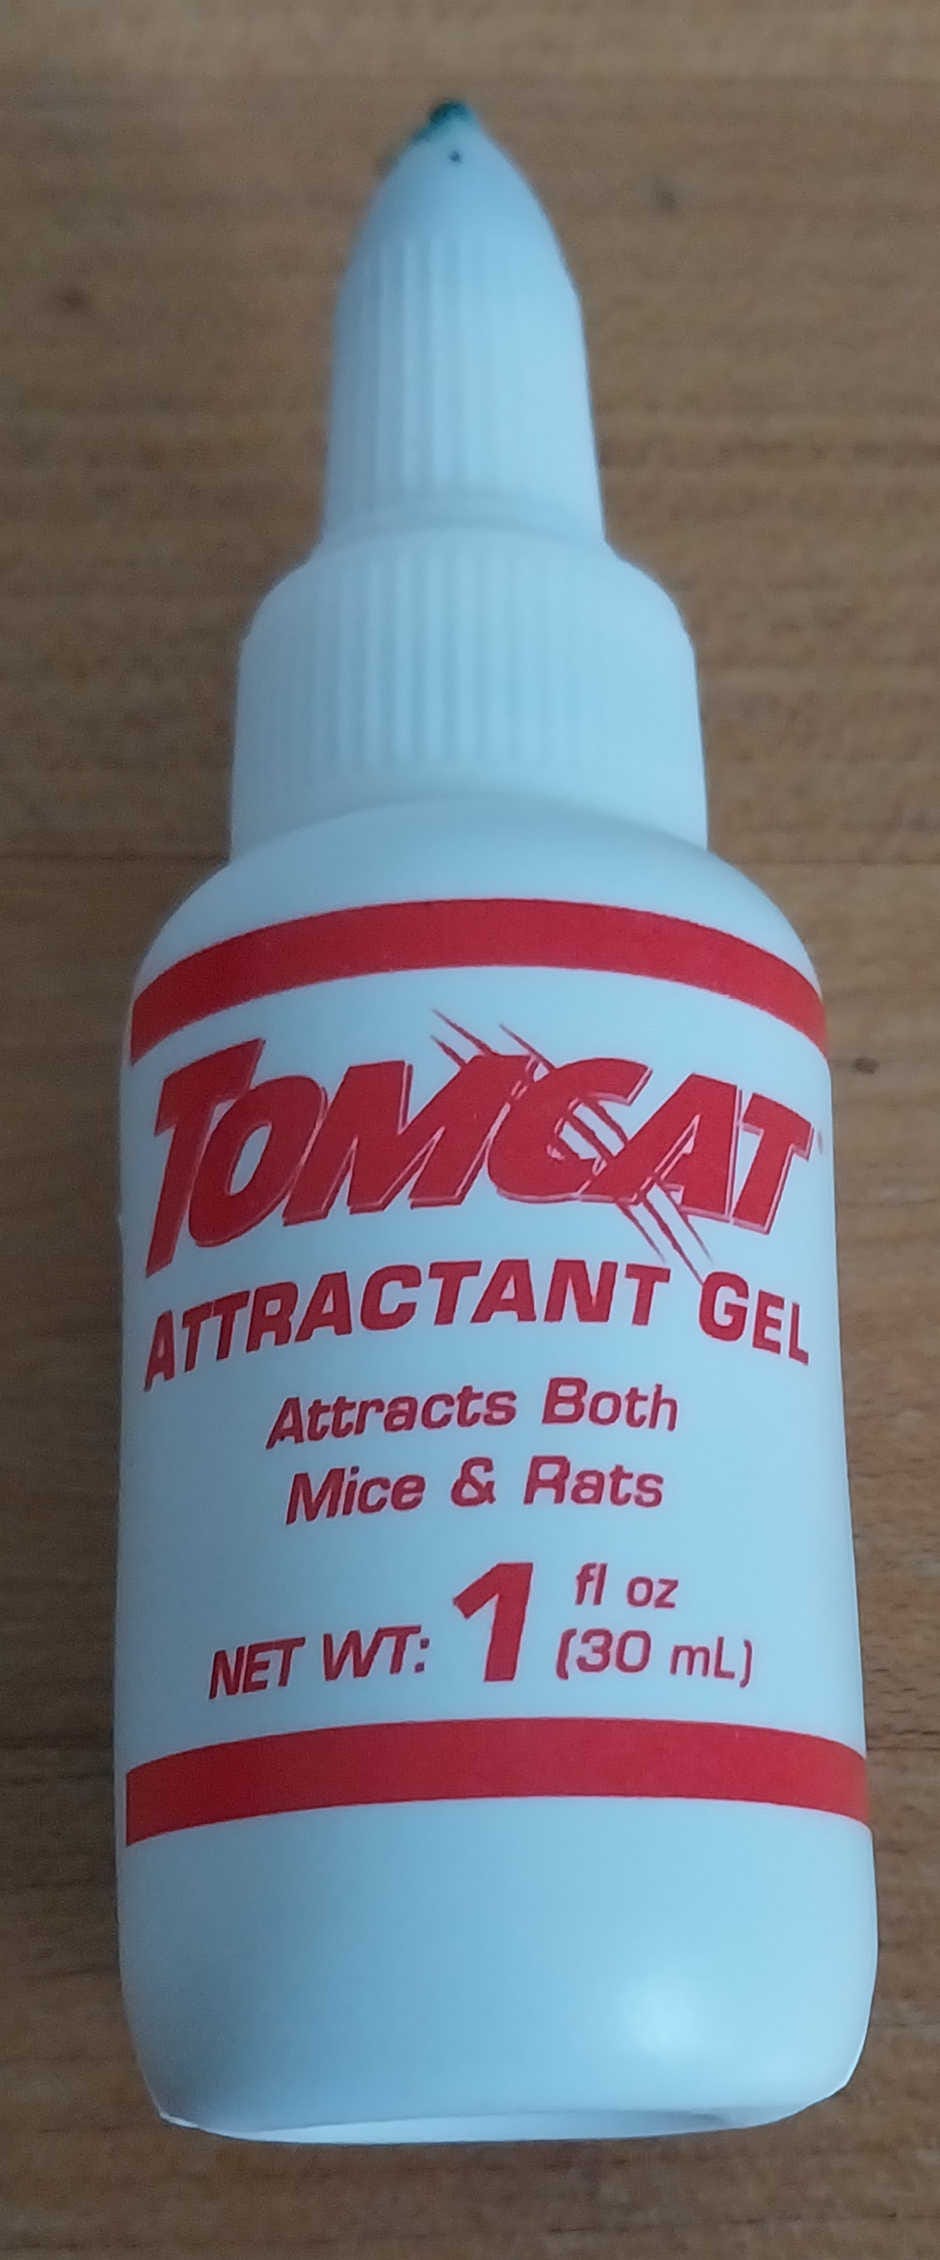 TOMCAT
ATTRACTANT GEL
Attracts Both
Mice & Rats
NET WT: 1 fl oz
(30 mL)